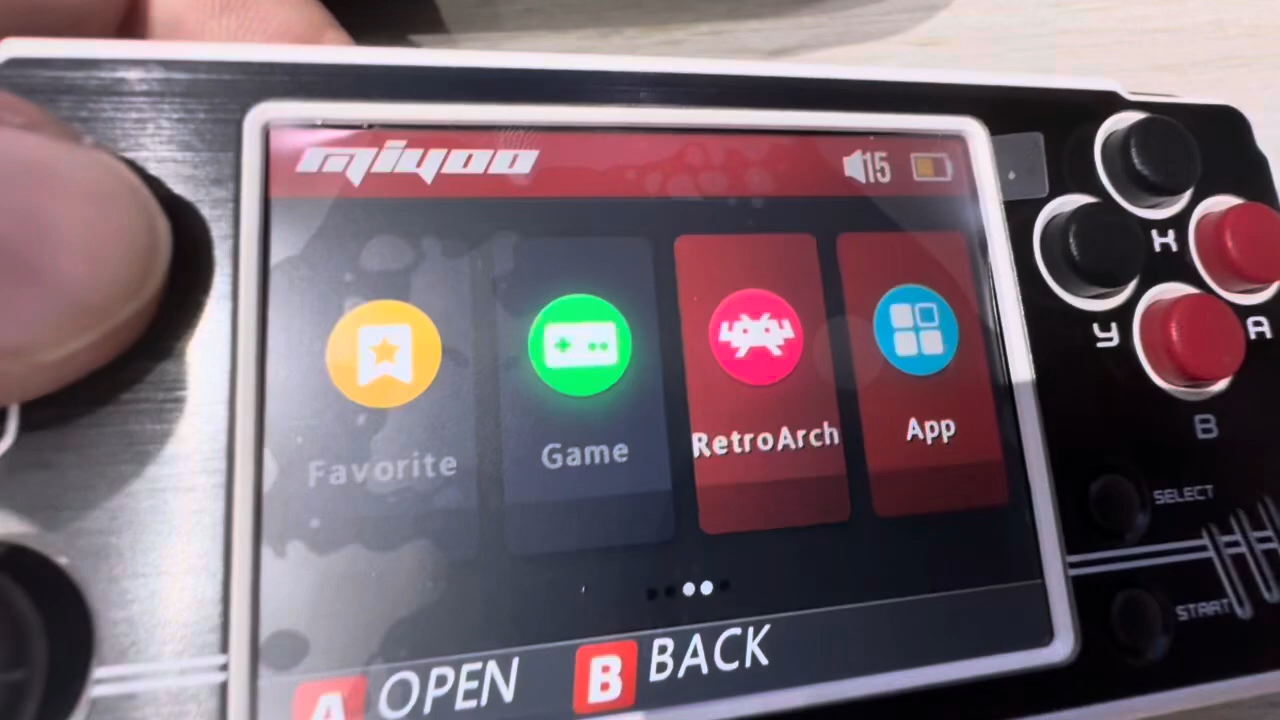 miyoo 15
Favorite Game RetroArch App
A OPEN B BACK
X
Y A
B
SELECT
START